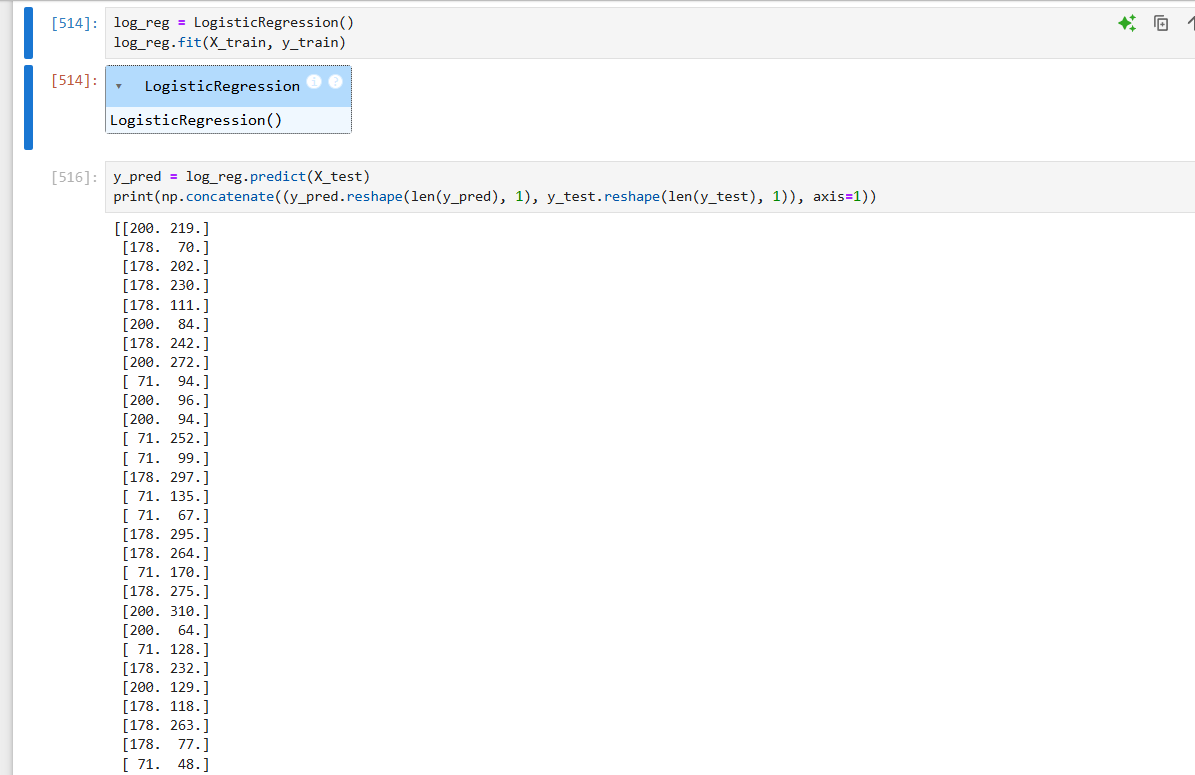 [514]: log_reg = LogisticRegression()
log_reg.fit(X_train, y_train)
[514]: ▾ LogisticRegression i ?
LogisticRegression()
[516]: y_pred = log_reg.predict(X_test)
print(np.concatenate((y_pred.reshape(len(y_pred), 1), y_test.reshape(len(y_test), 1)), axis=1))
[[200. 219.]
[178.  70.]
[178. 202.]
[178. 230.]
[178. 111.]
[200.  84.]
[178. 242.]
[200. 272.]
[ 71.  94.]
[200.  96.]
[200.  94.]
[ 71. 252.]
[ 71.  99.]
[178. 297.]
[ 71. 135.]
[ 71.  67.]
[178. 295.]
[178. 264.]
[ 71. 170.]
[178. 275.]
[200. 310.]
[200.  64.]
[ 71. 128.]
[178. 232.]
[200. 129.]
[178. 118.]
[178. 263.]
[178.  77.]
[ 71.  48.]